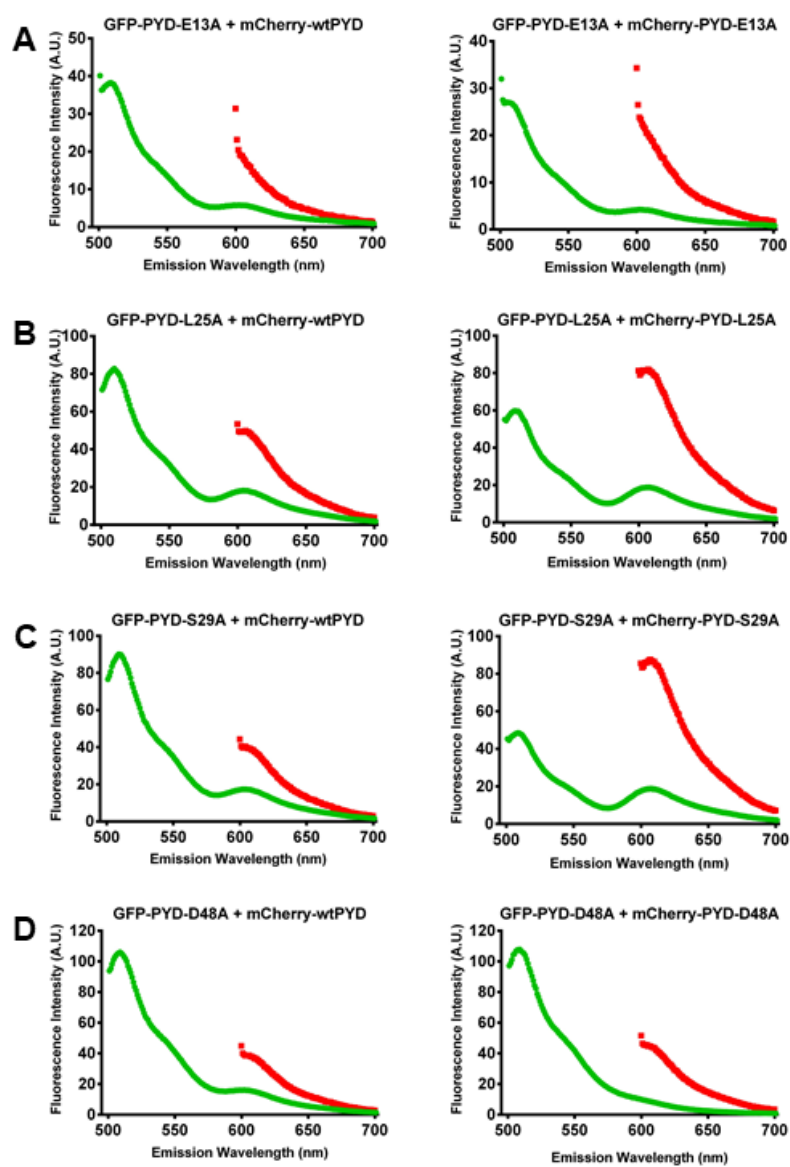 A
GFP-PYD-E13A + mCherry-wtPYD
Fluorescence Intensity (A.U.)
50
40
30
20
10
0
500 550 600 650 700
Emission Wavelength (nm)
GFP-PYD-E13A + mCherry-PYD-E13A
Fluorescence Intensity (A.U.)
40
30
20
10
0
500 550 600 650 700
Emission Wavelength (nm)
B
GFP-PYD-L25A + mCherry-wtPYD
Fluorescence Intensity (A.U.)
100
80
60
40
20
0
500 550 600 650 700
Emission Wavelength (nm)
GFP-PYD-L25A + mCherry-PYD-L25A
Fluorescence Intensity (A.U.)
100
80
60
40
20
0
500 550 600 650 700
Emission Wavelength (nm)
C
GFP-PYD-S29A + mCherry-wtPYD
Fluorescence Intensity (A.U.)
100
80
60
40
20
0
500 550 600 650 700
Emission Wavelength (nm)
GFP-PYD-S29A + mCherry-PYD-S29A
Fluorescence Intensity (A.U.)
100
80
60
40
20
0
500 550 600 650 700
Emission Wavelength (nm)
D
GFP-PYD-D48A + mCherry-wtPYD
Fluorescence Intensity (A.U.)
120
100
80
60
40
20
0
500 550 600 650 700
Emission Wavelength (nm)
GFP-PYD-D48A + mCherry-PYD-D48A
Fluorescence Intensity (A.U.)
120
100
80
60
40
20
0
500 550 600 650 700
Emission Wavelength (nm)